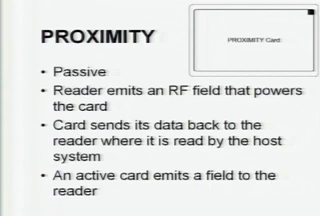 PROXIMITY
PROXIMITY Card
• Passive
• Reader emits an RF field that powers
the card
• Card sends its data back to the
reader where it is read by the host
system
• An active card emits a field to the
reader